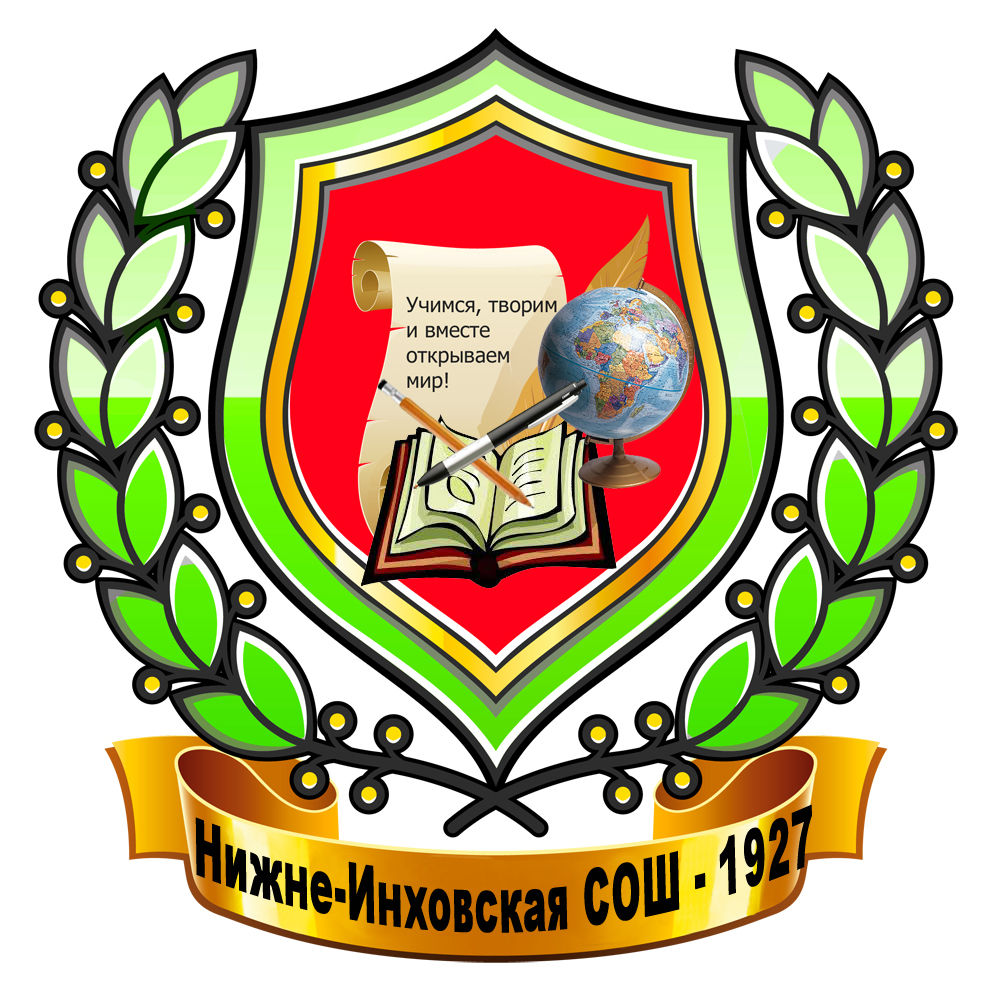 Учимся, творим
и вместе
открываем
мир!
Нижне-Инховская СОШ - 1927